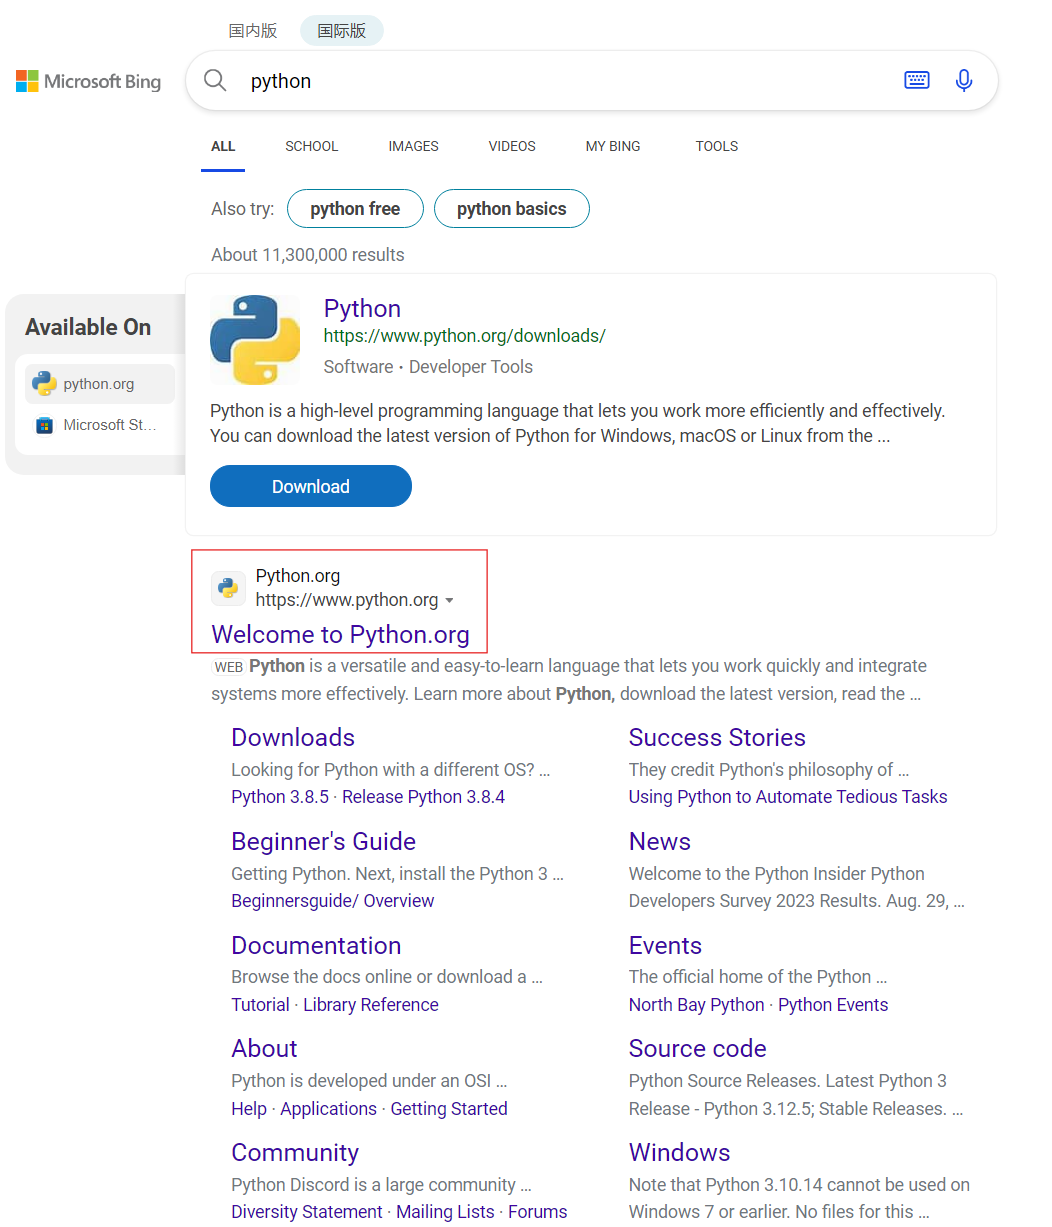 国内版 国际版
Microsoft Bing
python
ALL SCHOOL IMAGES VIDEOS MY BING TOOLS
Also try: python free python basics
About 11,300,000 results
Available On
python.org
Microsoft St...
Python
https://www.python.org/downloads/
Software • Developer Tools
Python is a high-level programming language that lets you work more efficiently and effectively.
You can download the latest version of Python for Windows, macOS or Linux from the ...
Download
Python.org
https://www.python.org
Welcome to Python.org
WEB Python is a versatile and easy-to-learn language that lets you work quickly and integrate
systems more effectively. Learn more about Python, download the latest version, read the ...
Downloads
Looking for Python with a different OS? ...
Python 3.8.5 · Release Python 3.8.4
Success Stories
They credit Python's philosophy of ...
Using Python to Automate Tedious Tasks
Beginner's Guide
Getting Python. Next, install the Python 3 ...
Beginnersguide/ Overview
News
Welcome to the Python Insider Python
Developers Survey 2023 Results. Aug. 29, ...
Documentation
Browse the docs online or download a ...
Tutorial · Library Reference
Events
The official home of the Python ...
North Bay Python · Python Events
About
Python is developed under an OSI ...
Help · Applications · Getting Started
Source code
Python Source Releases. Latest Python 3
Release - Python 3.12.5; Stable Releases. ...
Community
Python Discord is a large community ...
Diversity Statement · Mailing Lists · Forums
Windows
Note that Python 3.10.14 cannot be used on
Windows 7 or earlier. No files for this ...